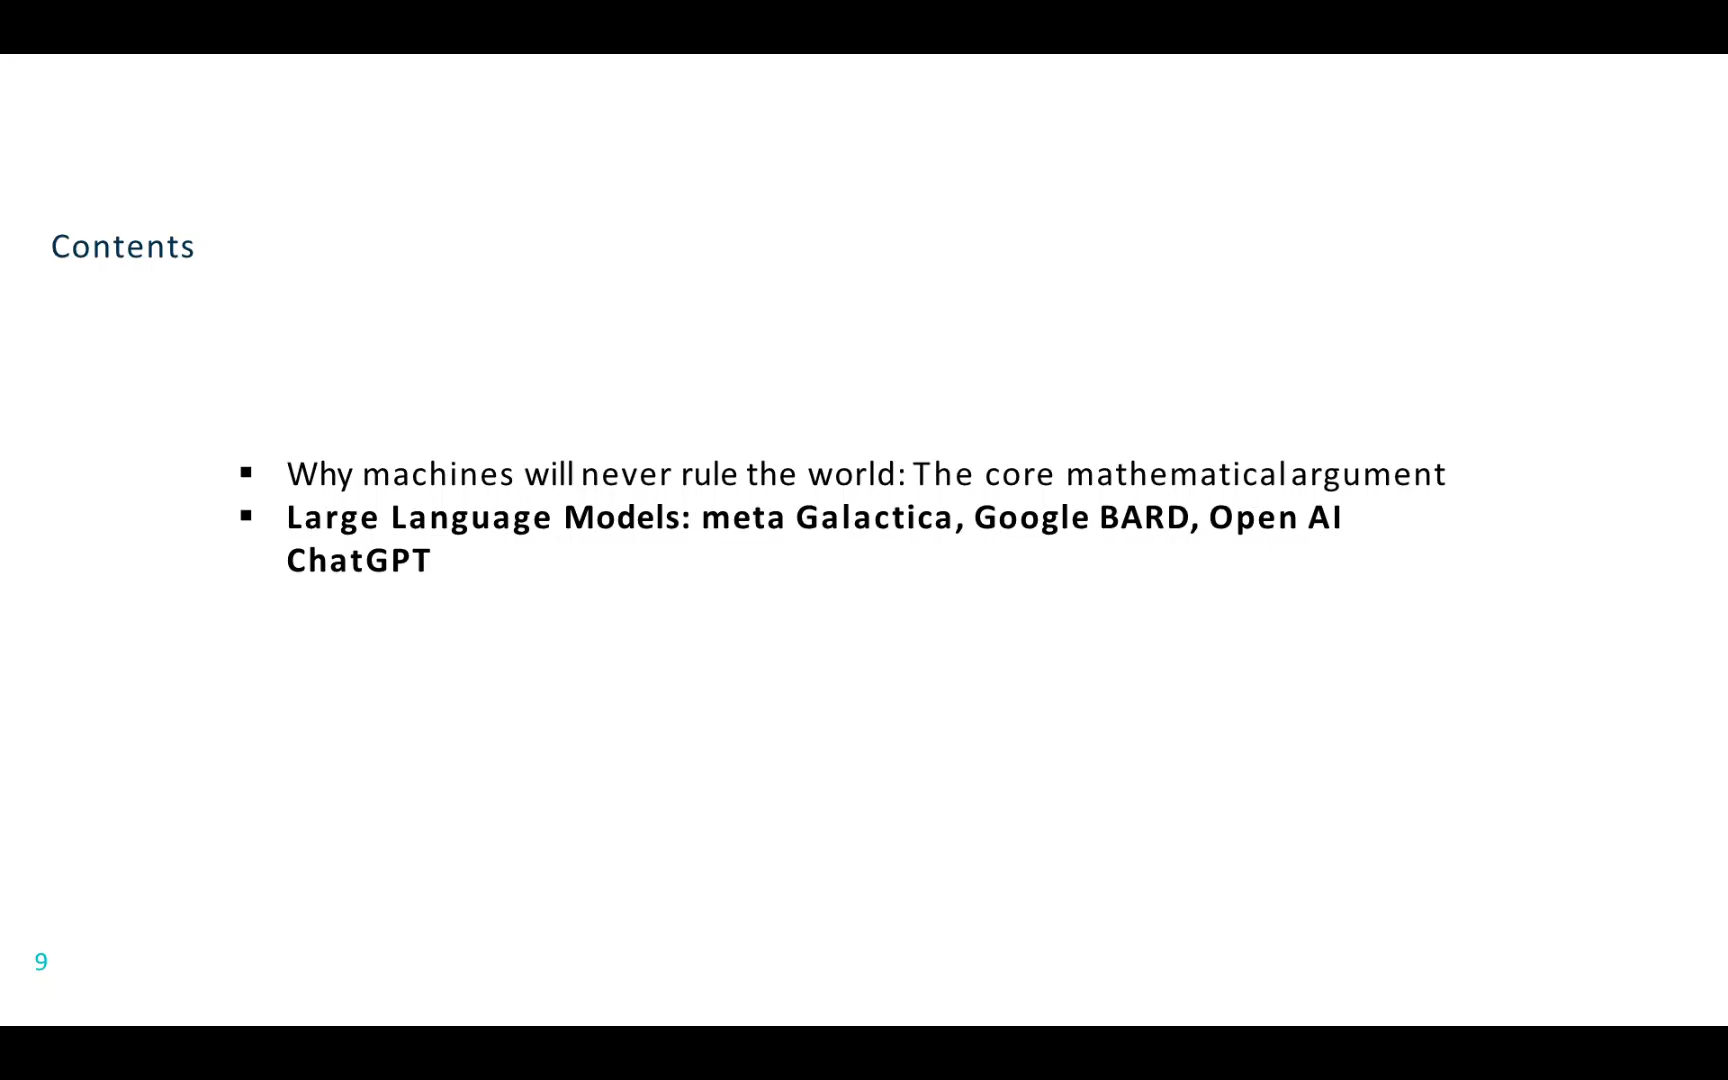 Contents
▪ Why machines will never rule the world: The core mathematical argument
▪ Large Language Models: meta Galactica, Google BARD, Open AI
ChatGPT
9